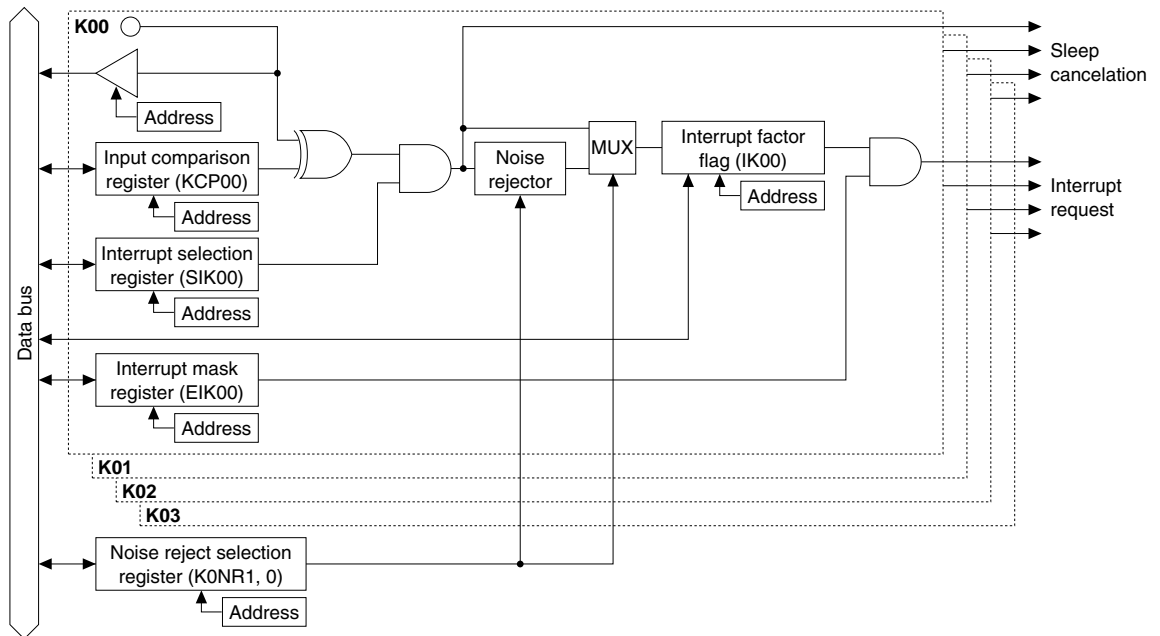 K00
Sleep
cancelation
Address
Input comparison
register (KCP00)
Address
Noise
rejector
MUX
Interrupt factor
flag (IK00)
Address
Interrupt
request
Interrupt selection
register (SIK00)
Address
Data bus
Interrupt mask
register (EIK00)
Address
K01
K02
K03
Noise reject selection
register (K0NR1, 0)
Address